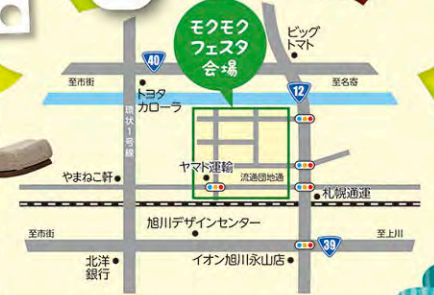 モクモク
フェスタ
会場
ビッグ
トマト
40
至市街
トヨタ
カローラ
12
至名寄
環状1号線
ヤマト運輸
流通団地通
やまねこ軒
札幌通運
旭川デザインセンター
至市街
39
至上川
北洋
銀行
イオン旭川永山店